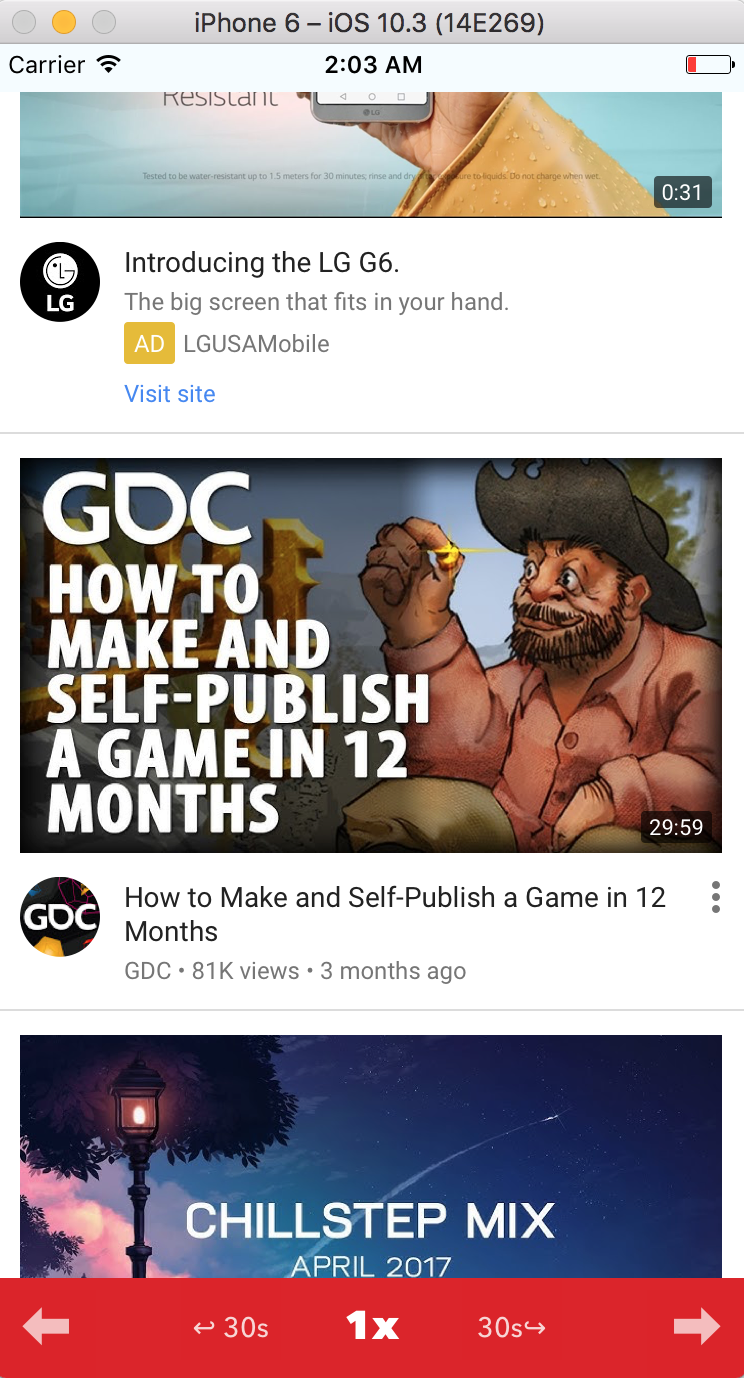 iPhone 6 – iOS 10.3 (14E269)
Carrier 2:03 AM
Resistant
LG
Tested to be water-resistant up to 1.5 meters for 30 minutes; rinse and dry after exposure to liquids. Do not charge when wet.
0:31
LG
Introducing the LG G6.
The big screen that fits in your hand.
AD LGUSAMobile
Visit site
GDC
HOW TO
MAKE AND
SELF-PUBLISH
A GAME IN 12
MONTHS
29:59
GDC
How to Make and Self-Publish a Game in 12
Months
GDC • 81K views • 3 months ago
CHILLSTEP MIX
APRIL 2017
↩ 30s 1x 30s↪